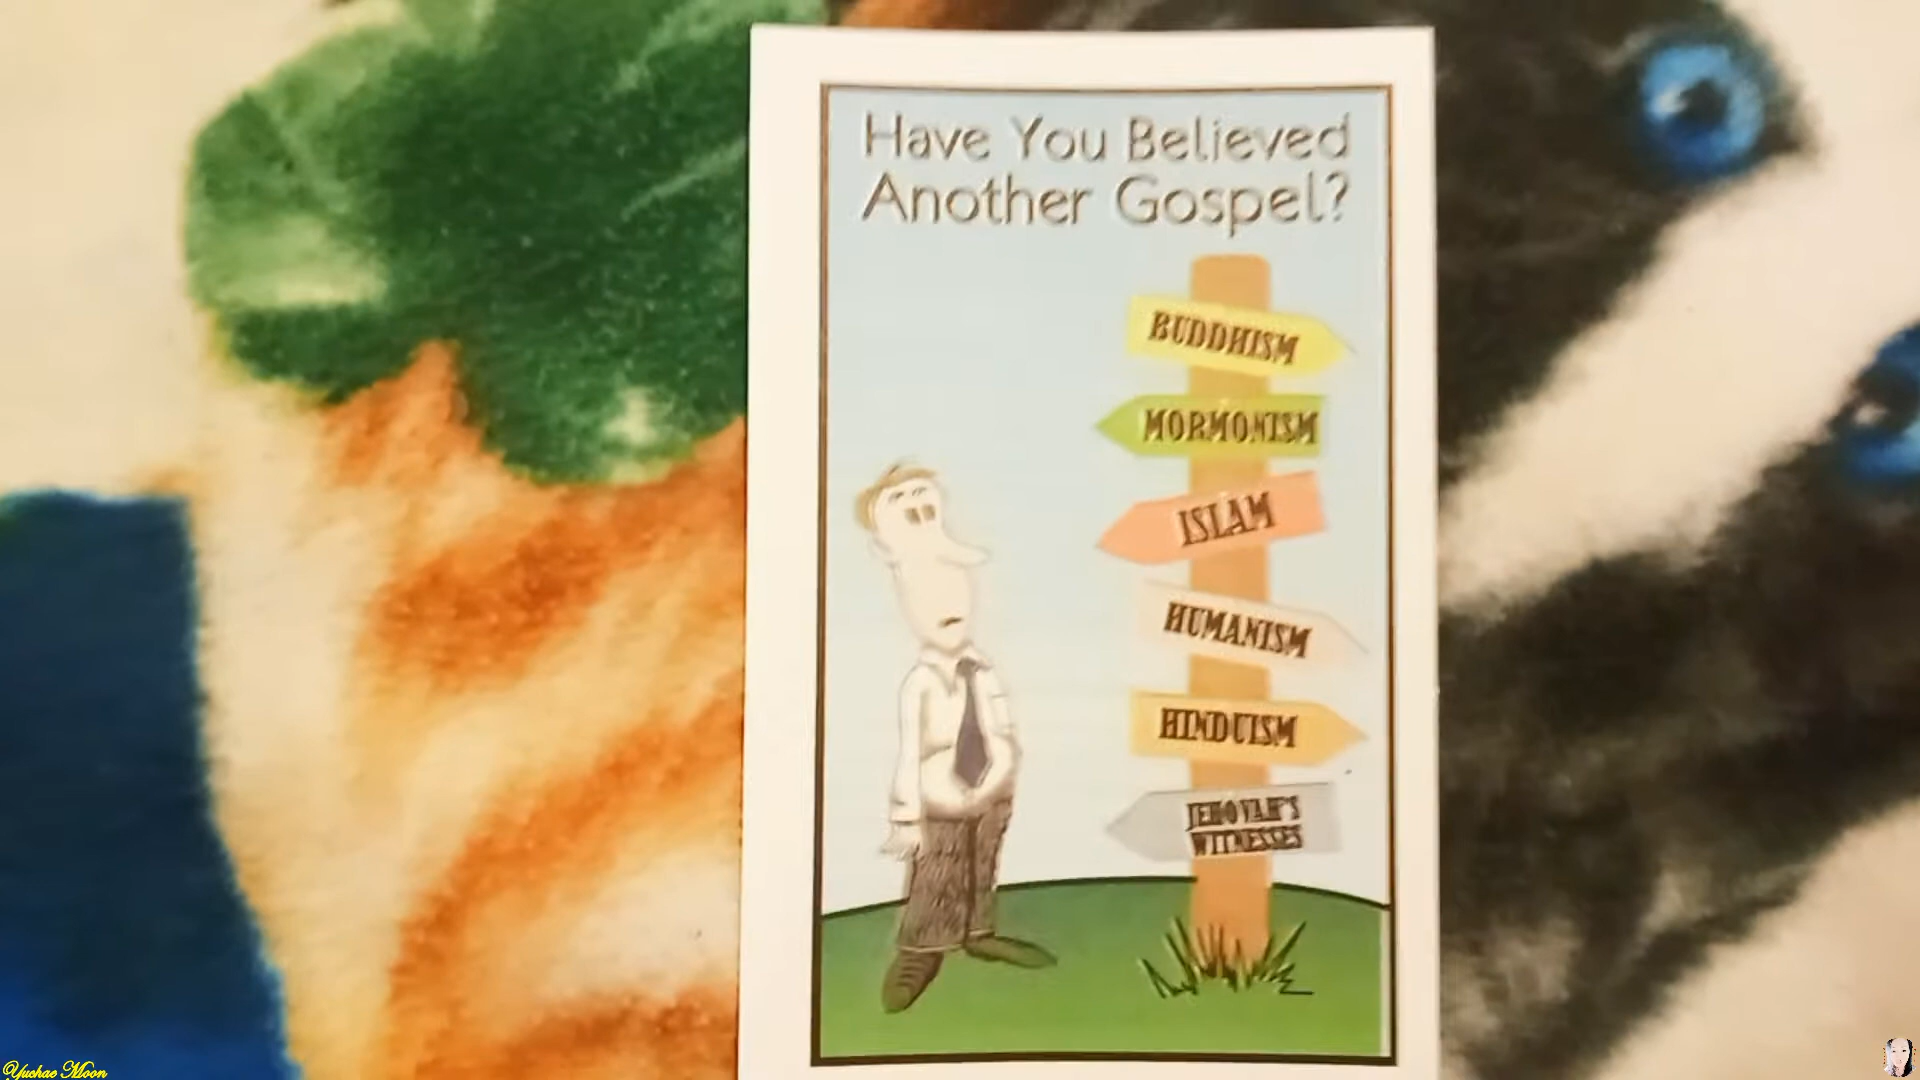 Have You Believed
Another Gospel?
BUDDHISM
MORMONISM
ISLAM
HUMANISM
HINDUISM
JEHOVAH'S
WITNESSES
Yuchae Moon